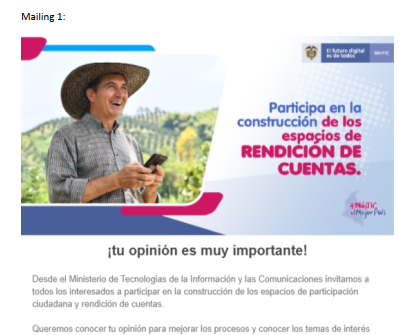 Mailing 1:
El futuro digital
es de todos
MinTIC
Participa en la
construcción de los
espacios de
RENDICIÓN DE
CUENTAS.
#MinTIC
¡tu opinión es muy importante!
Desde el Ministerio de Tecnologías de la Información y las Comunicaciones invitamos a
todos los interesados a participar en la construcción de los espacios de participación
ciudadana y rendición de cuentas.
Queremos conocer tu opinión para mejorar los procesos y conocer los temas de interés